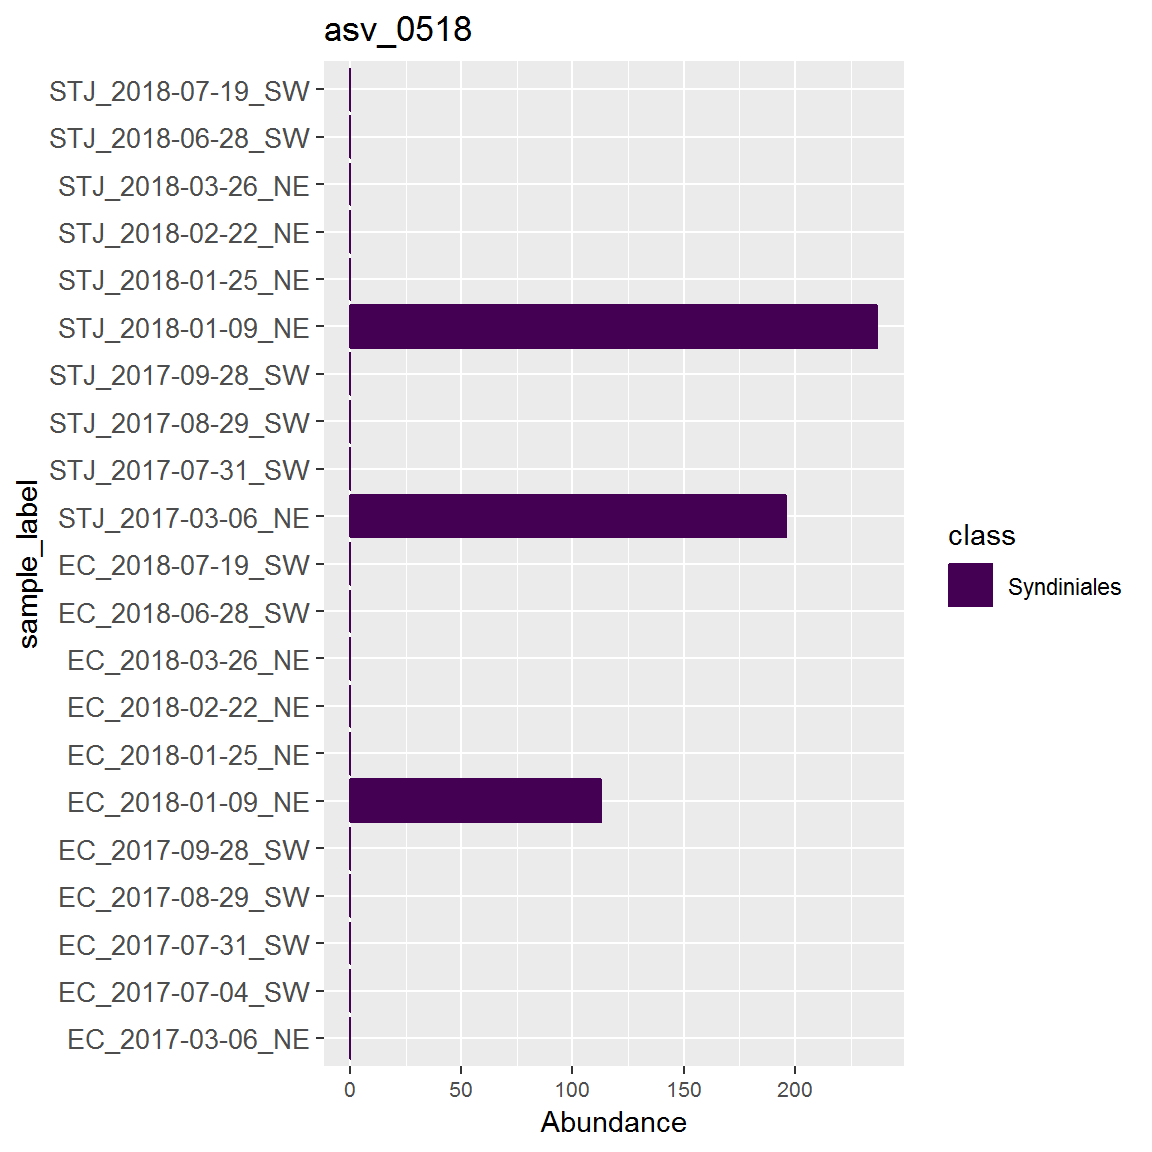 asv_0518
STJ_2018-07-19_SW
STJ_2018-06-28_SW
STJ_2018-03-26_NE
STJ_2018-02-22_NE
STJ_2018-01-25_NE
STJ_2018-01-09_NE
STJ_2017-09-28_SW
STJ_2017-08-29_SW
STJ_2017-07-31_SW
STJ_2017-03-06_NE
EC_2018-07-19_SW
EC_2018-06-28_SW
EC_2018-03-26_NE
EC_2018-02-22_NE
EC_2018-01-25_NE
EC_2018-01-09_NE
EC_2017-09-28_SW
EC_2017-08-29_SW
EC_2017-07-31_SW
EC_2017-07-04_SW
EC_2017-03-06_NE
sample_label
0 50 100 150 200
Abundance
class
Syndiniales